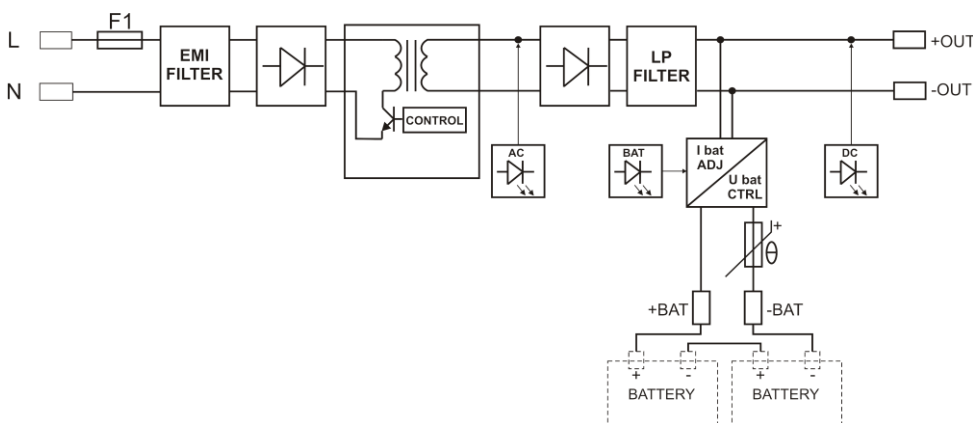 F1
L
N
EMI
FILTER
CONTROL
LP
FILTER
+OUT
-OUT
AC
BAT
I bat
ADJ
U bat
CTRL
DC
I+
θ
+BAT
-BAT
+ - + -
BATTERY BATTERY